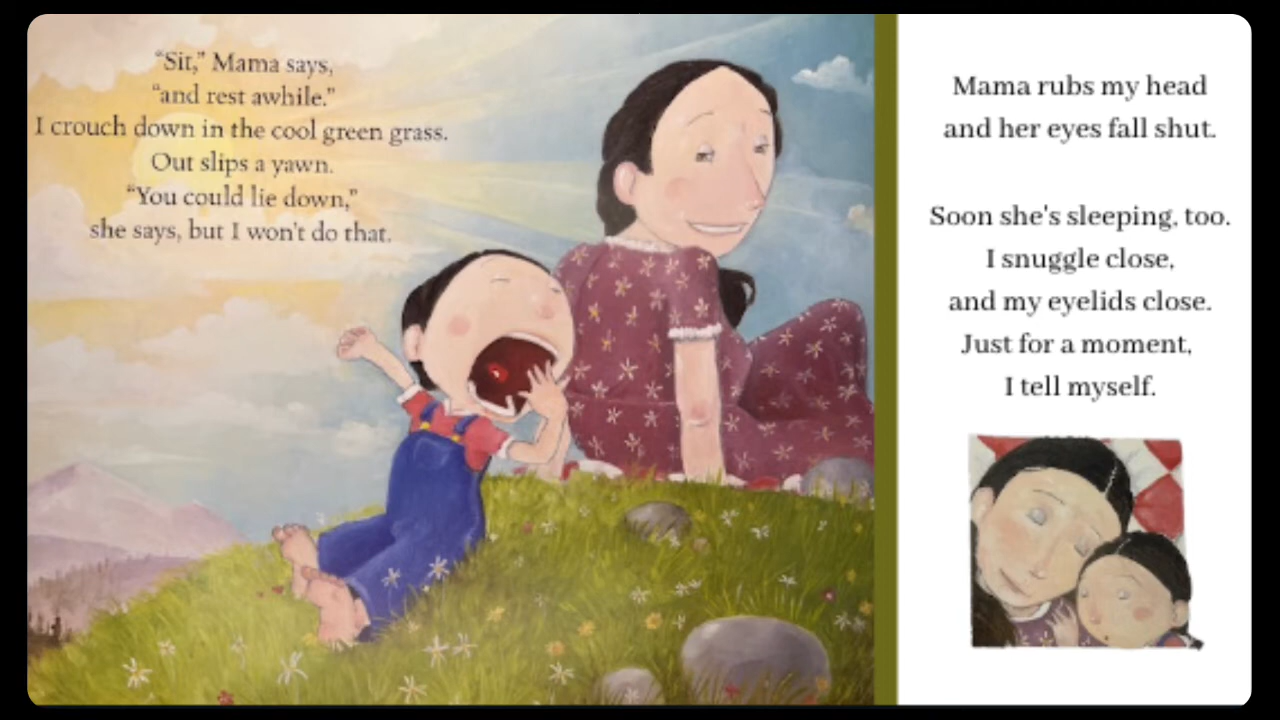 “Sit,” Mama says,
“and rest awhile.”
I crouch down in the cool green grass.
Out slips a yawn.
“You could lie down,”
she says, but I won't do that.
Mama rubs my head
and her eyes fall shut.
Soon she's sleeping, too.
I snuggle close,
and my eyelids close.
Just for a moment,
I tell myself.